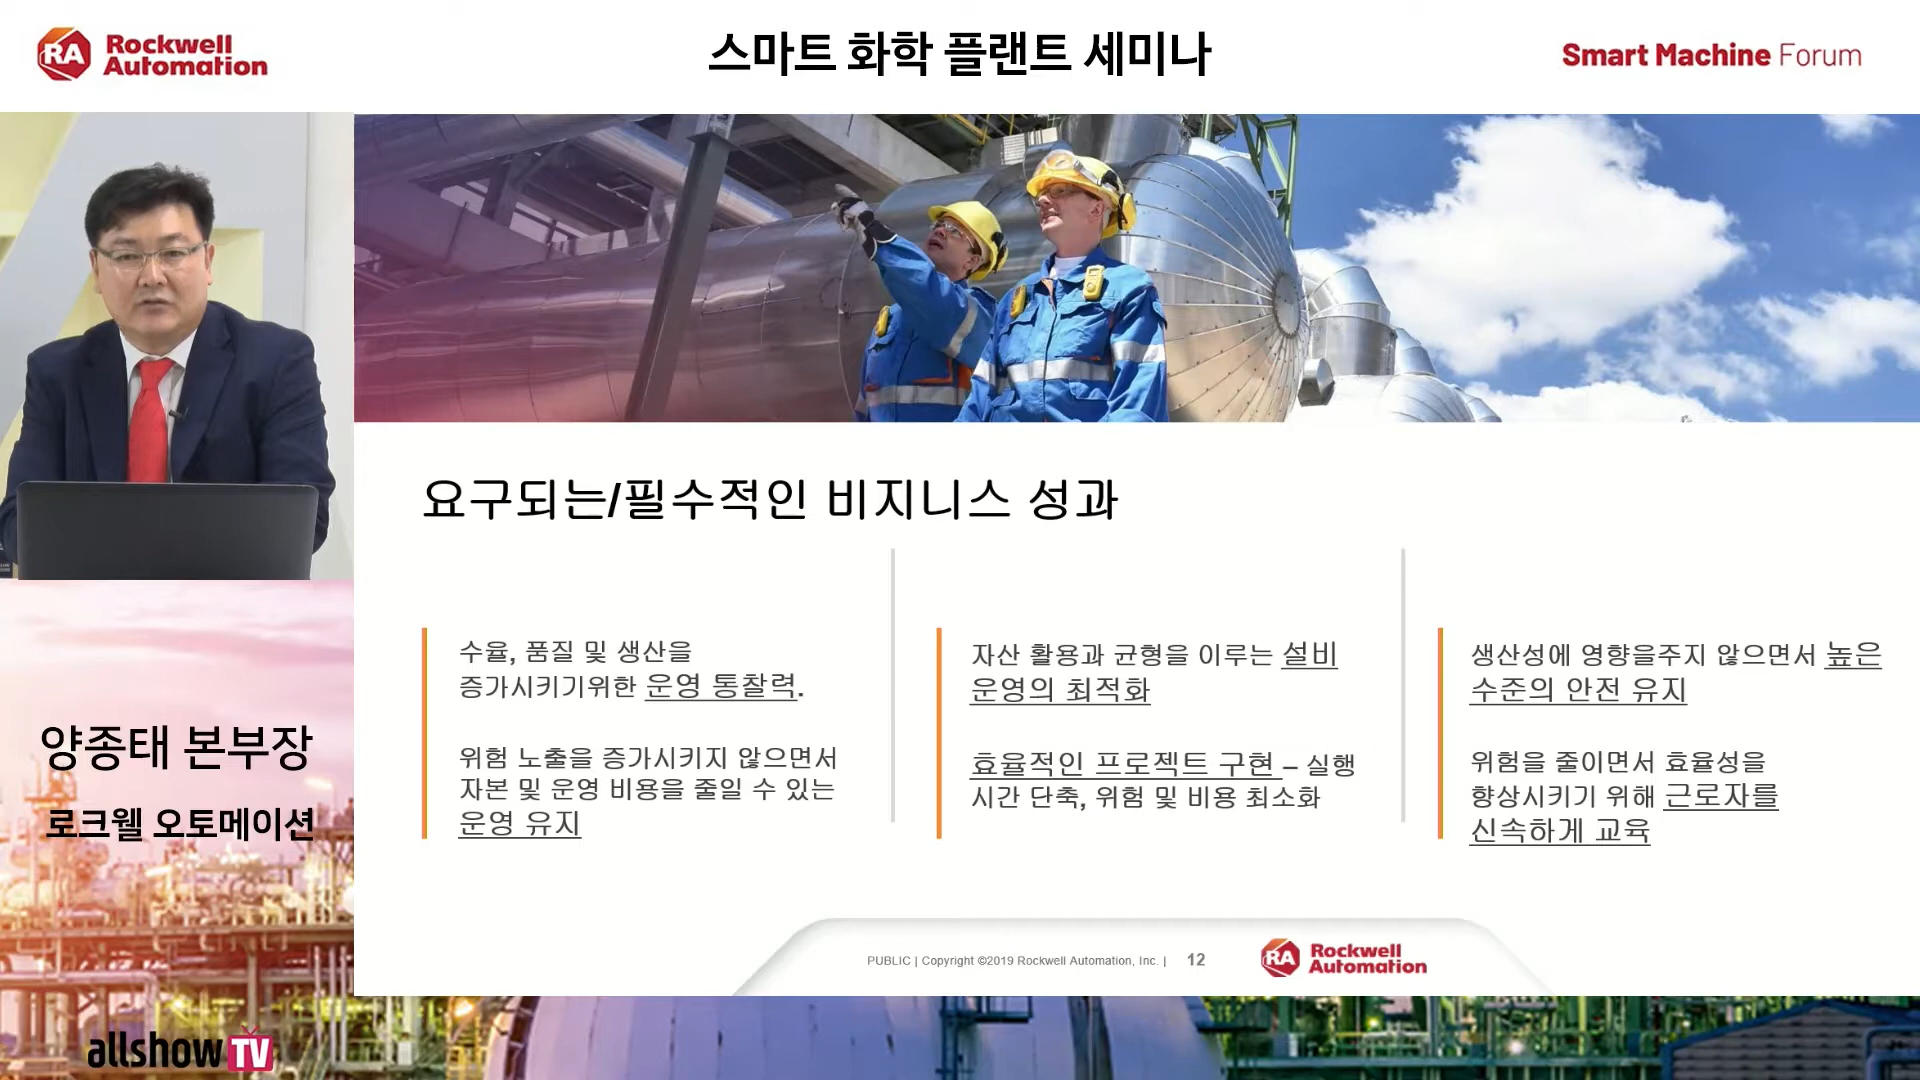 Rockwell
Automation
스마트 화학 플랜트 세미나
Smart Machine Forum
양종태 본부장
로크웰 오토메이션
요구되는/필수적인 비지니스 성과
수율, 품질 및 생산을
증가시키기위한 운영 통찰력.
위험 노출을 증가시키지 않으면서
자본 및 운영 비용을 줄일 수 있는
운영 유지
자산 활용과 균형을 이루는 설비
운영의 최적화
효율적인 프로젝트 구현 – 실행
시간 단축, 위험 및 비용 최소화
생산성에 영향을주지 않으면서 높은
수준의 안전 유지
위험을 줄이면서 효율성을
향상시키기 위해 근로자를
신속하게 교육
PUBLIC | Copyright ©2019 Rockwell Automation, Inc. | 12
RA Rockwell
Automation
allshow TV